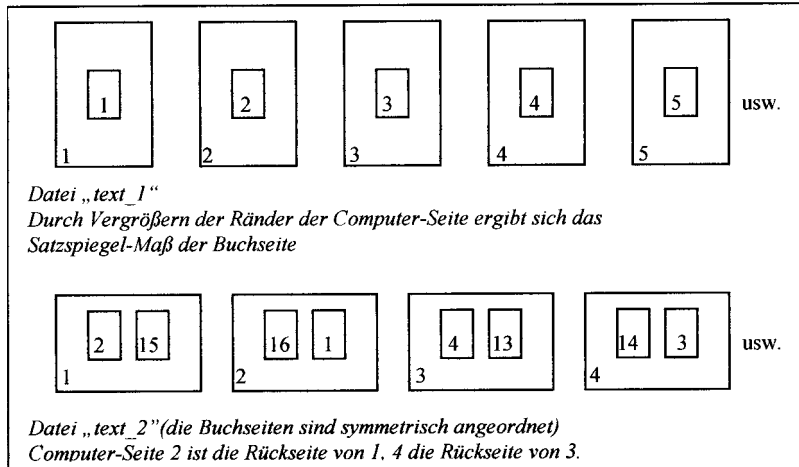 1 2 3 4 5 usw.
1 2 3 4 5
Datei „text_1“
Durch Vergrößern der Ränder der Computer-Seite ergibt sich das
Satzspiegel-Maß der Buchseite
2 15 16 1 4 13 14 3 usw.
1 2 3 4
Datei „text_2”(die Buchseiten sind symmetrisch angeordnet)
Computer-Seite 2 ist die Rückseite von 1, 4 die Rückseite von 3.